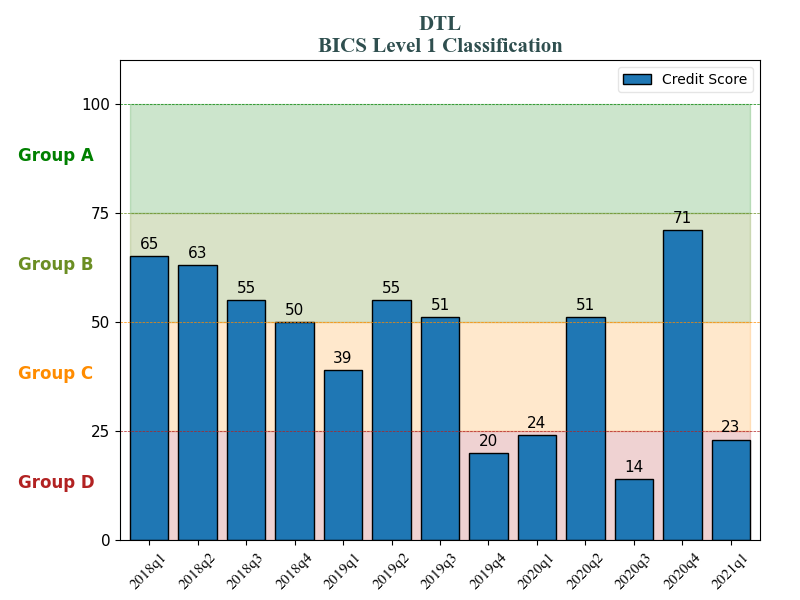 DTL
BICS Level 1 Classification
Credit Score
100
Group A
75
71
65
63
Group B
55
55
51
51
50
50
39
Group C
25
24
23
20
14
Group D
0
2018q1 2018q2 2018q3 2018q4 2019q1 2019q2 2019q3 2019q4 2020q1 2020q2 2020q3 2020q4 2021q1